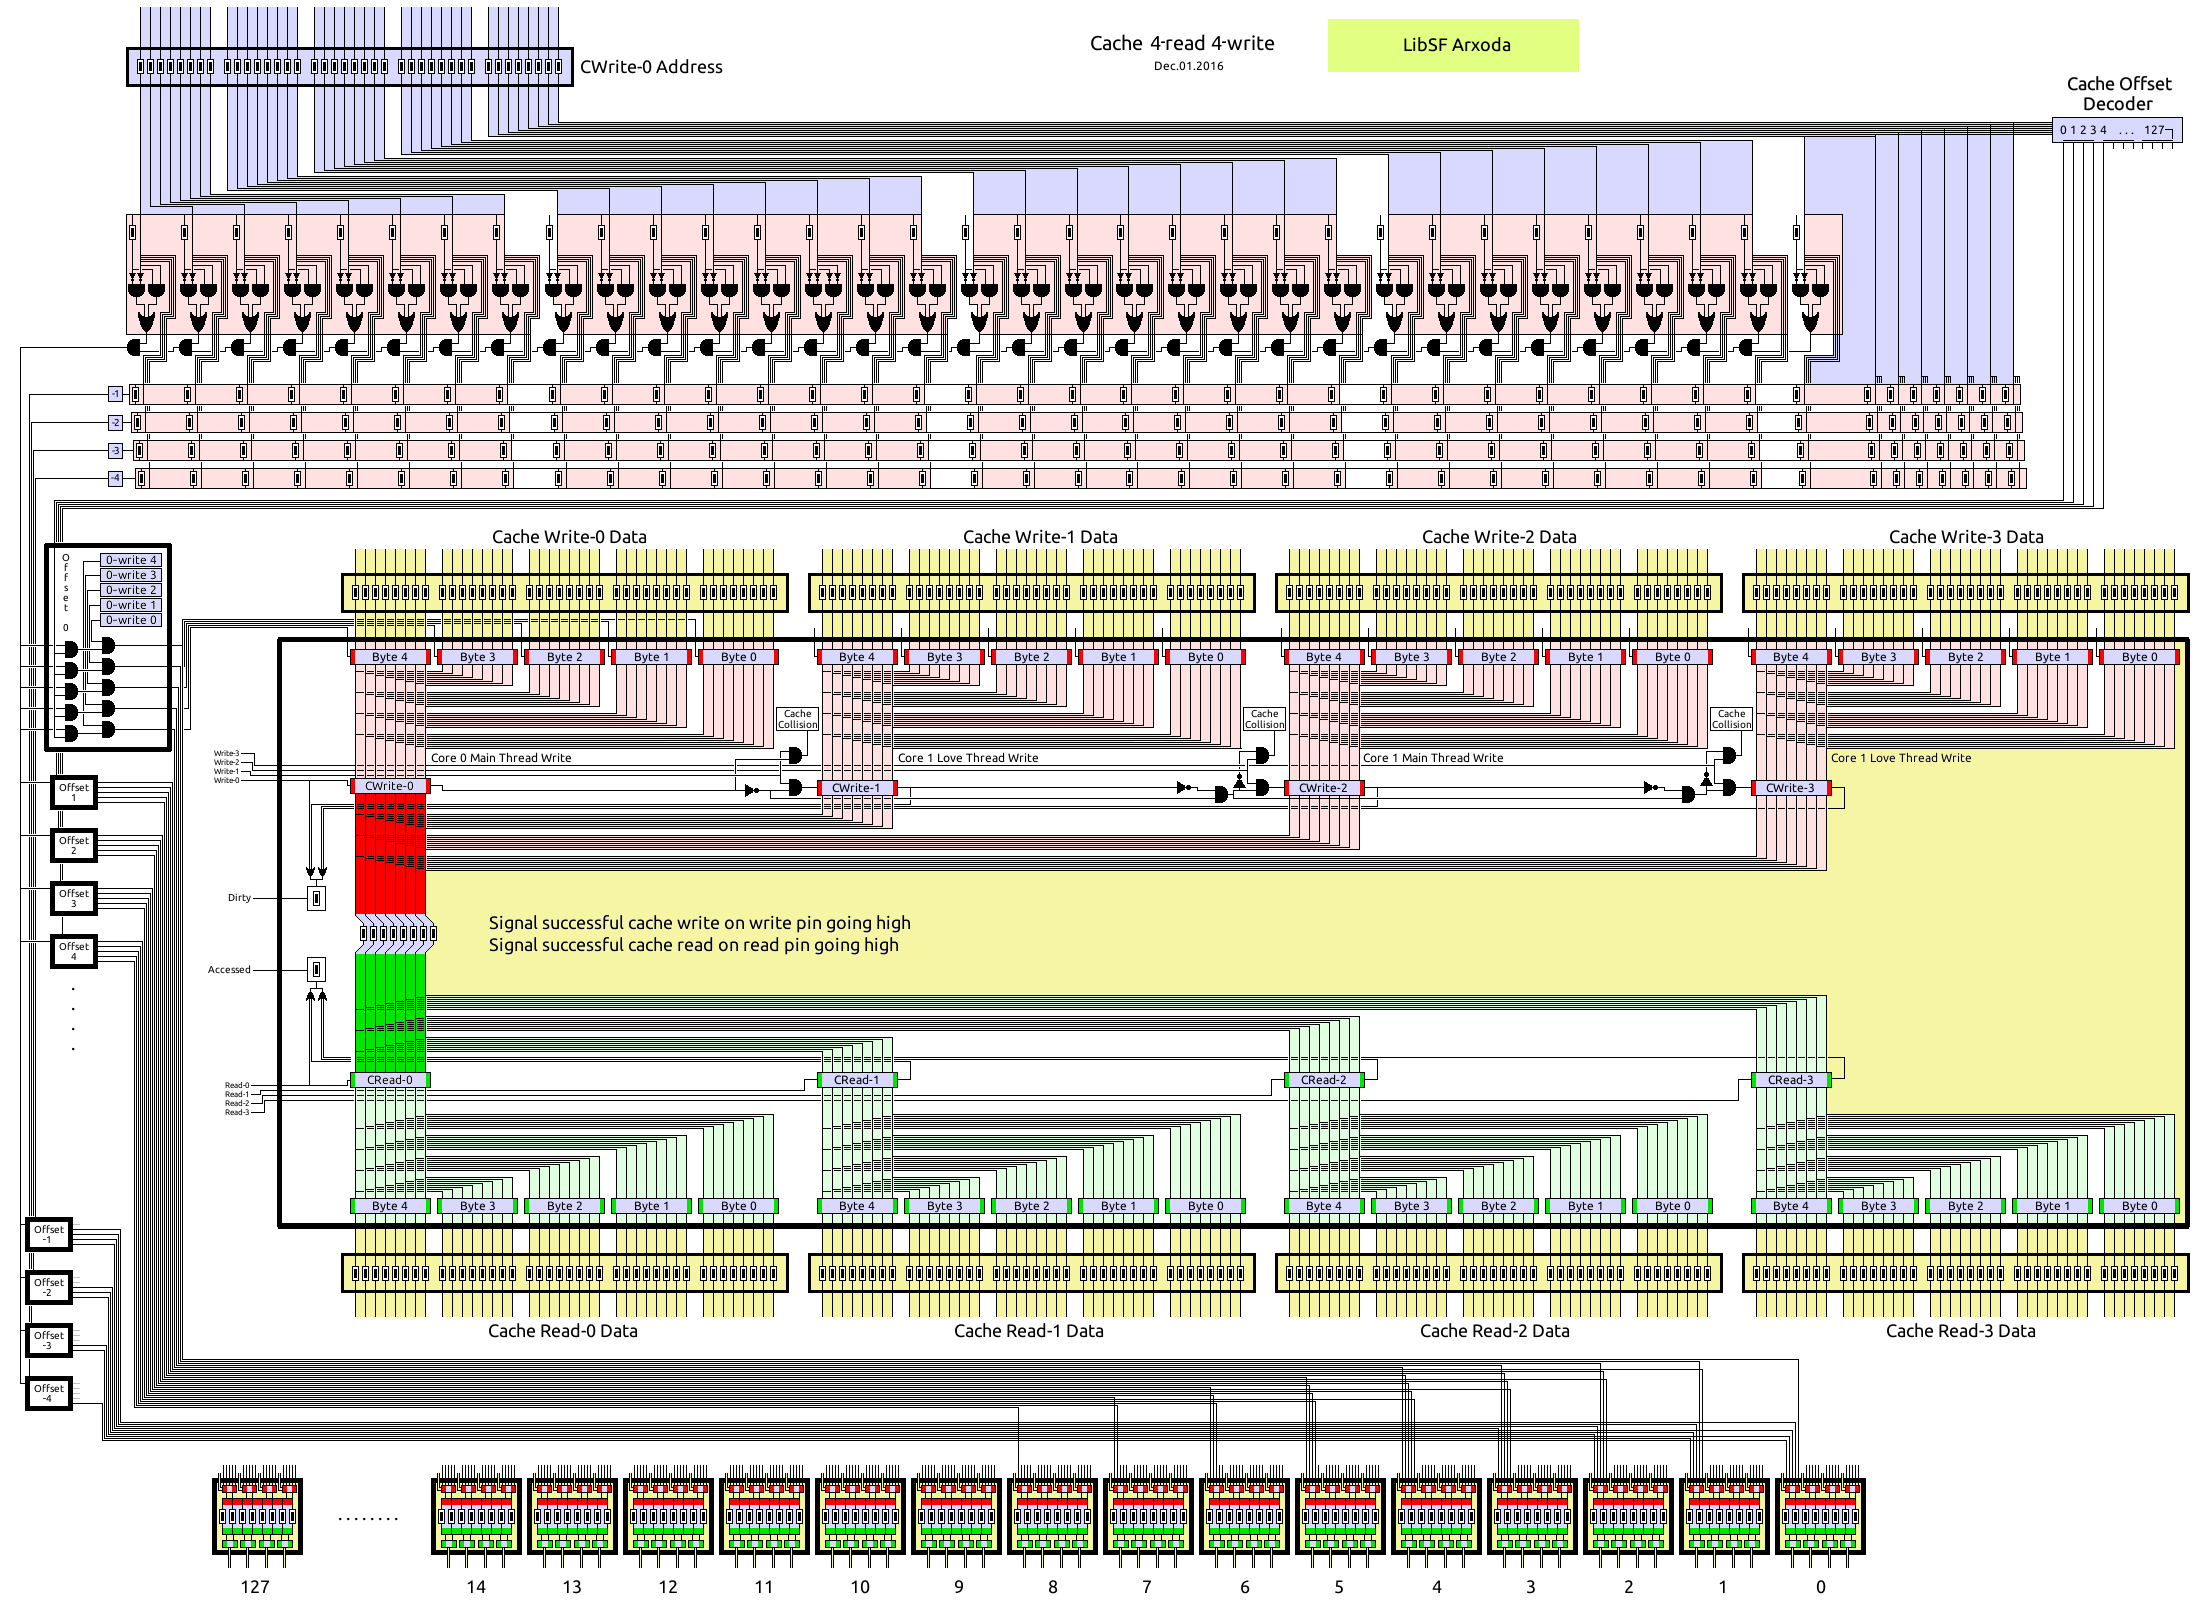 CWrite-0 Address
Cache 4-read 4-write
Dec.01.2016
LibSF Arxoda
Cache Offset
Decoder
0 1 2 3 4 ... 127
-1
-2
-3
-4
Offset 0
0-write 4
0-write 3
0-write 2
0-write 1
0-write 0
Cache Write-0 Data
Cache Write-1 Data
Cache Write-2 Data
Cache Write-3 Data
Byte 4 Byte 3 Byte 2 Byte 1 Byte 0
Byte 4 Byte 3 Byte 2 Byte 1 Byte 0
Byte 4 Byte 3 Byte 2 Byte 1 Byte 0
Byte 4 Byte 3 Byte 2 Byte 1 Byte 0
Cache
Collision
Cache
Collision
Cache
Collision
Write-3
Write-2
Write-1
Write-0
Core 0 Main Thread Write
Core 1 Love Thread Write
Core 1 Main Thread Write
Core 1 Love Thread Write
CWrite-0
CWrite-1
CWrite-2
CWrite-3
Offset
1
Offset
2
Offset
3
Offset
4
.
.
.
.
Dirty
Signal successful cache write on write pin going high
Signal successful cache read on read pin going high
Accessed
CRead-0
CRead-1
CRead-2
CRead-3
Read-0
Read-1
Read-2
Read-3
Byte 4 Byte 3 Byte 2 Byte 1 Byte 0
Byte 4 Byte 3 Byte 2 Byte 1 Byte 0
Byte 4 Byte 3 Byte 2 Byte 1 Byte 0
Byte 4 Byte 3 Byte 2 Byte 1 Byte 0
Offset
-1
Offset
-2
Offset
-3
Offset
-4
Cache Read-0 Data
Cache Read-1 Data
Cache Read-2 Data
Cache Read-3 Data
........
127 14 13 12 11 10 9 8 7 6 5 4 3 2 1 0